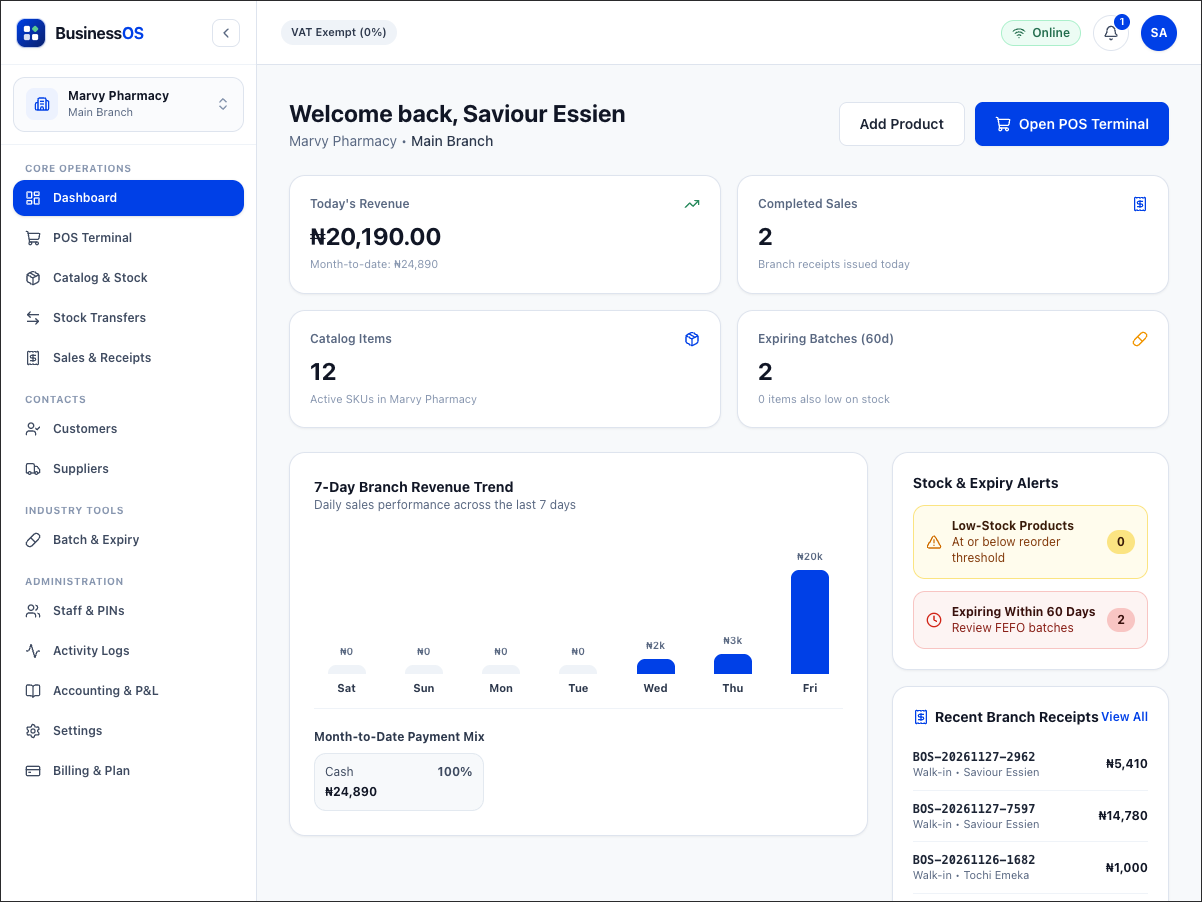 BusinessOS
VAT Exempt (0%)
Online
1
SA
Marvy Pharmacy
Main Branch
CORE OPERATIONS
Dashboard
POS Terminal
Catalog & Stock
Stock Transfers
Sales & Receipts
CONTACTS
Customers
Suppliers
INDUSTRY TOOLS
Batch & Expiry
ADMINISTRATION
Staff & PINs
Activity Logs
Accounting & P&L
Settings
Billing & Plan
Welcome back, Saviour Essien
Marvy Pharmacy • Main Branch
Add Product
Open POS Terminal
Today's Revenue
₦20,190.00
Month-to-date: ₦24,890
Completed Sales
2
Branch receipts issued today
Catalog Items
12
Active SKUs in Marvy Pharmacy
Expiring Batches (60d)
2
0 items also low on stock
7-Day Branch Revenue Trend
Daily sales performance across the last 7 days
₦0 ₦0 ₦0 ₦0 ₦2k ₦3k ₦20k
Sat Sun Mon Tue Wed Thu Fri
Month-to-Date Payment Mix
Cash 100%
₦24,890
Stock & Expiry Alerts
Low-Stock Products
At or below reorder
threshold
0
Expiring Within 60 Days
Review FEFO batches
2
Recent Branch Receipts View All
BOS-20261127-2962
Walk-in • Saviour Essien
₦5,410
BOS-20261127-7597
Walk-in • Saviour Essien
₦14,780
BOS-20261126-1682
Walk-in • Tochi Emeka
₦1,000